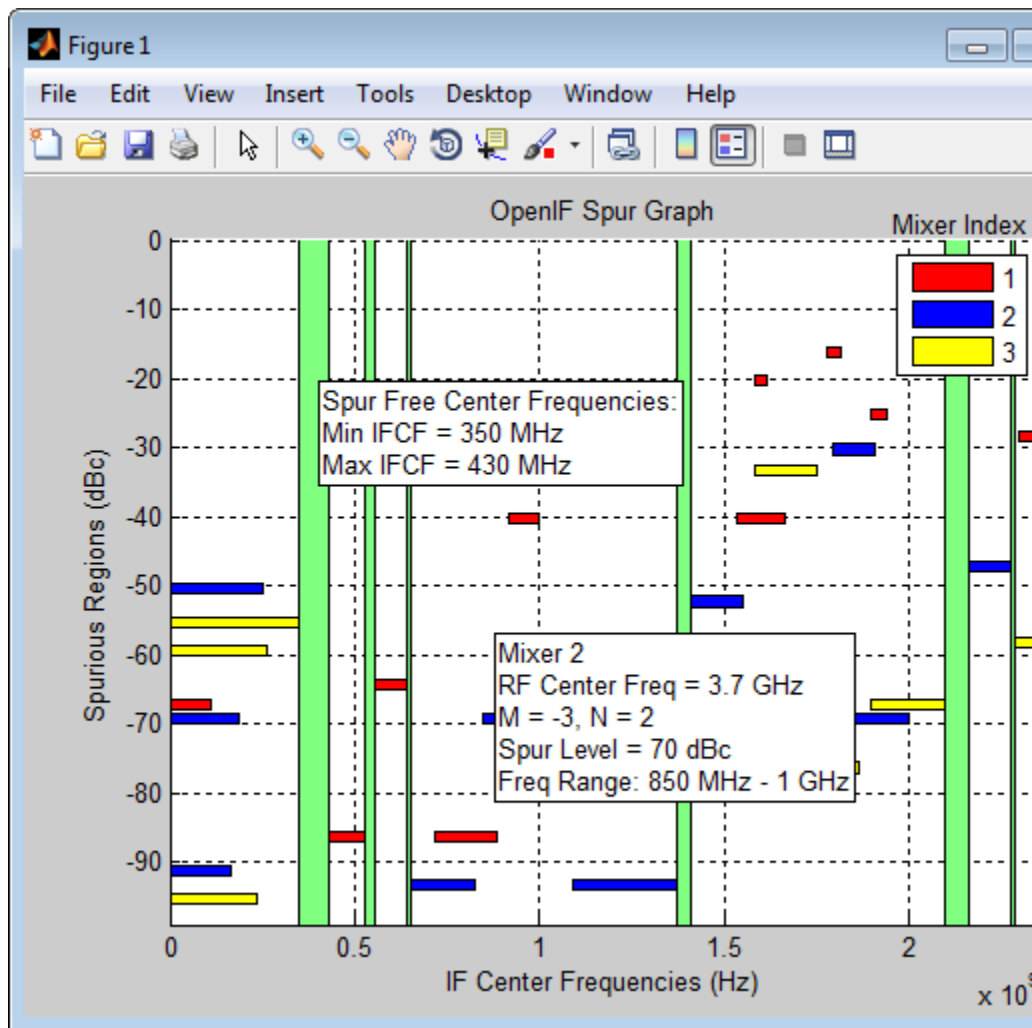 Figure 1
File Edit View Insert Tools Desktop Window Help
OpenIF Spur Graph
Mixer Index
1
2
3
0
-10
-20
-30
-40
-50
-60
-70
-80
-90
Spurious Regions (dBc)
Spur Free Center Frequencies:
Min IFCF = 350 MHz
Max IFCF = 430 MHz
Mixer 2
RF Center Freq = 3.7 GHz
M = -3, N = 2
Spur Level = 70 dBc
Freq Range: 850 MHz - 1 GHz
0 0.5 1 1.5 2
IF Center Frequencies (Hz)
x 10